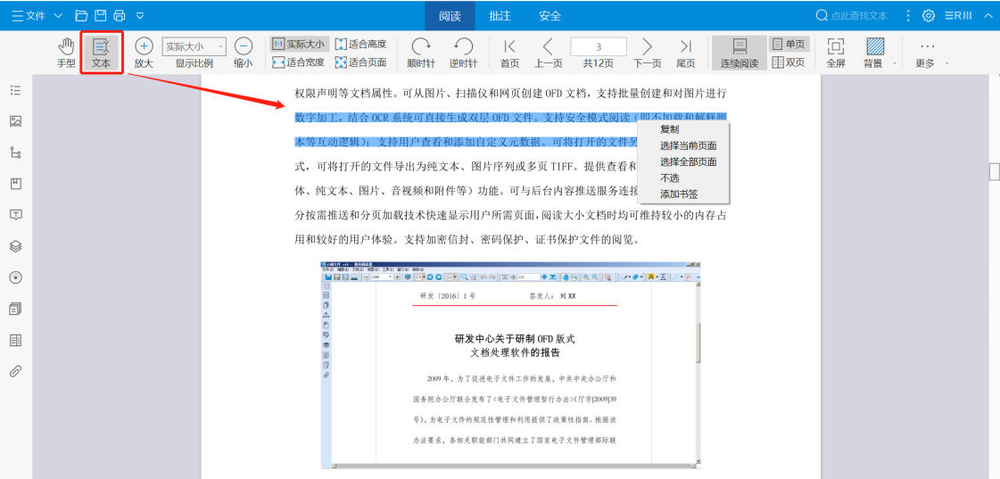 文件
阅读 批注 安全
点此查找文本
手型 文本 放大 实际大小 显示比例 缩小 实际大小 适合宽度 适合高度 适合页面 顺时针 逆时针 首页 上一页 3 共12页 下一页 尾页 连续阅读 单页 双页 全屏 背景 更多
权限声明等文档属性。可从图片、扫描仪和网页创建 OFD 文档，支持批量创建和对图片进行
数字加工，结合 OCR 系统可直接生成双层 OFD 文件。支持安全模式阅读（即不加载和解释脚
本等互动逻辑）；支持用户查看和添加自定义元数据。可将打开的文件另
式，可将打开的文件导出为纯文本、图片序列或多页 TIFF。提供查看和
体、纯文本、图片、音视频和附件等）功能。可与后台内容推送服务连接
分按需推送和分页加载技术快速显示用户所需页面，阅读大小文档时均可维持较小的内存占
用和较好的用户体验。支持加密信封、密码保护、证书保护文件的阅览。
复制
选择当前页面
选择全部页面
不选
添加书签
研发（2016）1 号 签发人： 刘 XX
研发中心关于研制 OFD 版式
文档处理软件的报告
2009 年，为了促进电子文件工作的发展，中共中央办公厅和
国务院办公厅联合发布了《电子文件管理暂行办法》(厅字[2009]39
号)，为电子文件的规范性管理和利用提供了政策性指南。根据该
办法要求，各相关职能部门共同建立了国家电子文件管理部际联